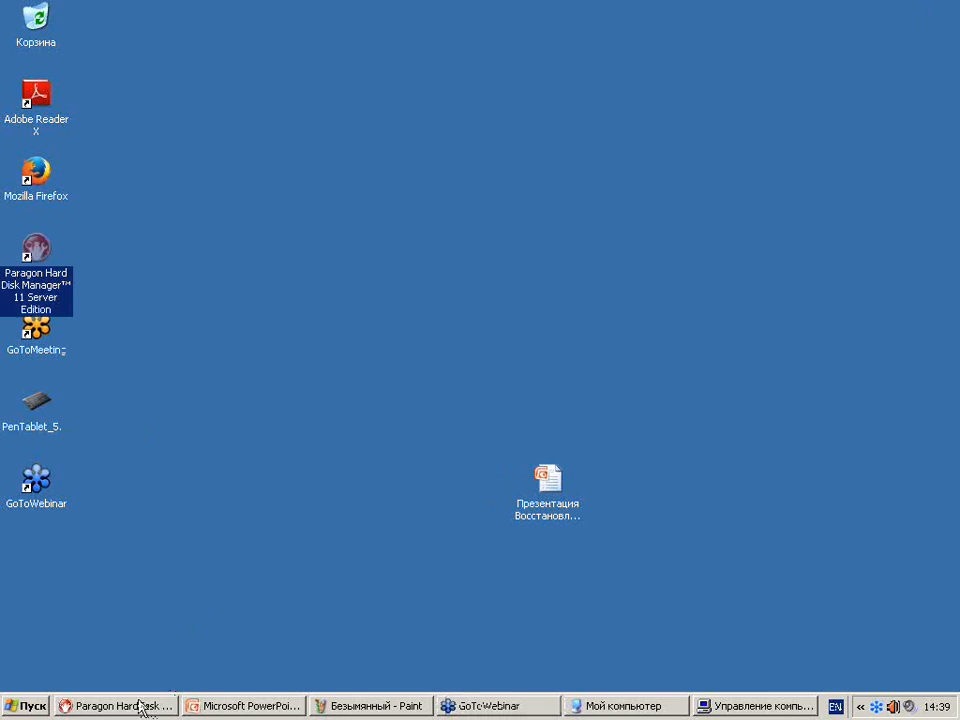 Корзина
Adobe Reader
X
Mozilla Firefox
Paragon Hard
Disk Manager™
11 Server
Edition
GoToMeeting
PenTablet_5.
GoToWebinar
Презентация
Восстановл...
Пуск
Paragon Hard Disk ...
Microsoft PowerPoi...
Безымянный - Paint
GoToWebinar
Мой компьютер
Управление компь...
EN
«
14:39